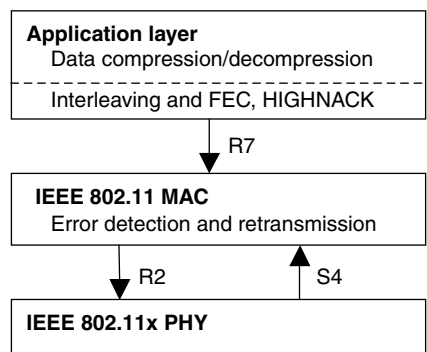 Application layer
Data compression/decompression
Interleaving and FEC, HIGHNACK
R7
IEEE 802.11 MAC
Error detection and retransmission
R2
S4
IEEE 802.11x PHY